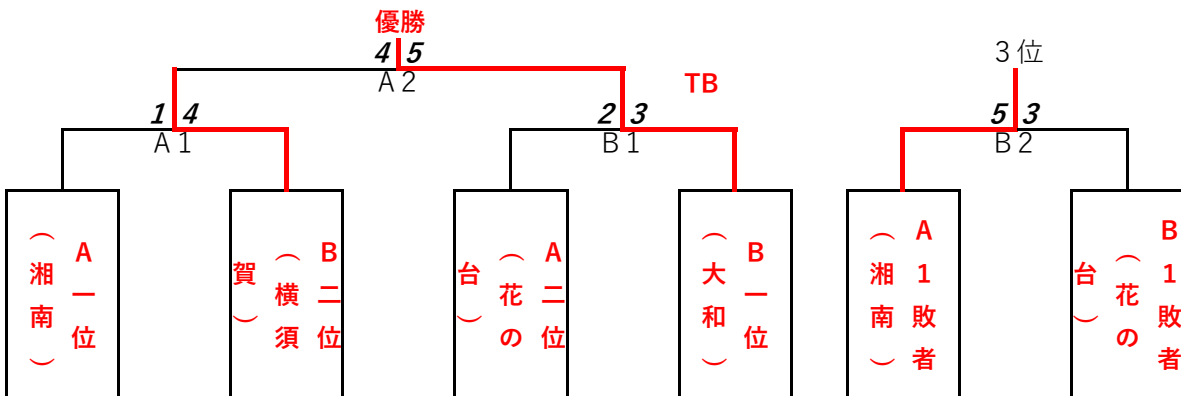 優勝
4 5
A2
TB
3位
1 4
A1
2 3
B1
5 3
B2
A一位
（湘南）
B二位
（横須
賀）
A二位
（花の
台）
B一位
（大和）
A1敗者
（湘南）
B1敗者
（花の
台）